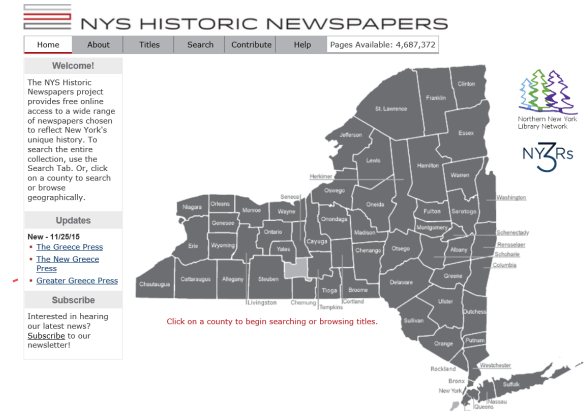 NYS HISTORIC NEWSPAPERS
Home About Titles Search Contribute Help Pages Available: 4,687,372
Welcome!
The NYS Historic
Newspapers project
provides free online
access to a wide range
of newspapers chosen
to reflect New York's
unique history. To
search the entire
collection, use the
Search Tab. Or, click
on a county to search
or browse
geographically.
Updates
New - 11/25/15
The Greece Press
The New Greece
Press
Greater Greece Press
Subscribe
Interested in hearing
our latest news?
Subscribe to our
newsletter!
Clinton
Franklin
St. Lawrence
Essex
Jefferson
Lewis
Hamilton
Warren
Herkimer
Oswego
Washington
Seneca
Oneida
Niagara
Orleans
Monroe
Wayne
Fulton
Saratoga
Onondaga
Genesee
Montgomery
Ontario
Madison
Schenectady
Cayuga
Erie
Wyoming
Yates
Chenango
Otsego
Albany
Rensselaer
Schoharie
Columbia
Chautauqua
Cattaraugus
Allegany
Steuben
Tioga
Broome
Delaware
Greene
Livingston
Chemung
Tompkins
Cortland
Ulster
Dutchess
Sullivan
Click on a county to begin searching or browsing titles.
Orange
Putnam
Rockland
Westchester
Bronx
New York
Suffolk
Nassau
Queens
Northern New York
Library Network
NY3Rs